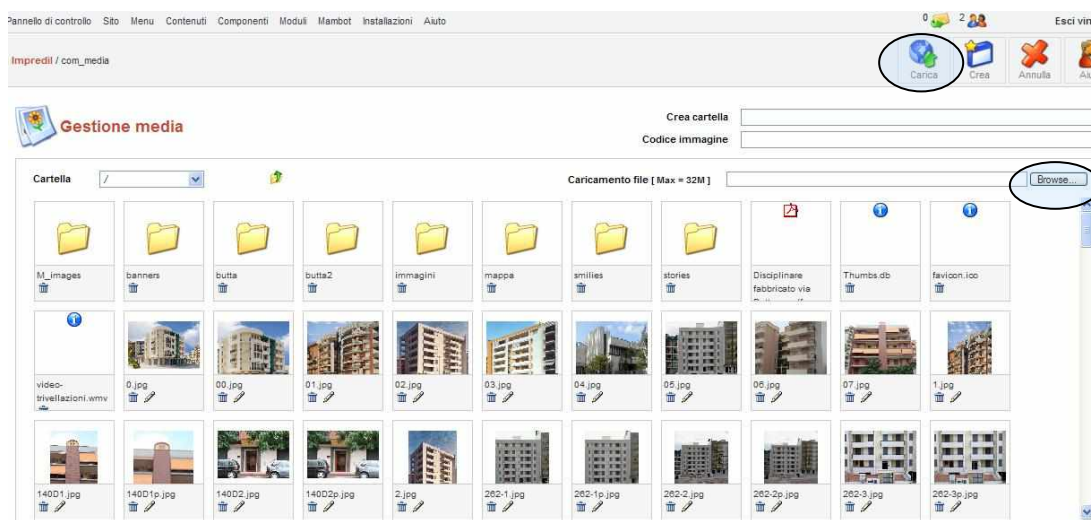 Pannello di controllo Sito Menu Contenuti Componenti Moduli Mambot Installazioni Aiuto
0 2 Esci vin
Impredil / com_media
Carica Crea Annulla
Gestione media
Crea cartella
Codice immagine
Cartella / Caricamento file [ Max = 32M ] Browse...
M_images banners butta butta2 immagini mappa smilies stories Disciplinare Thumbs.db favicon.ico
fabbricato via
video-
trivellazioni.wmv 0.jpg 00.jpg 01.jpg 02.jpg 03.jpg 04.jpg 05.jpg 06.jpg 07.jpg 1.jpg
140D1.jpg 140D1p.jpg 140D2.jpg 140D2p.jpg 2.jpg 262-1.jpg 262-1p.jpg 262-2.jpg 262-2p.jpg 262-3.jpg 262-3p.jpg